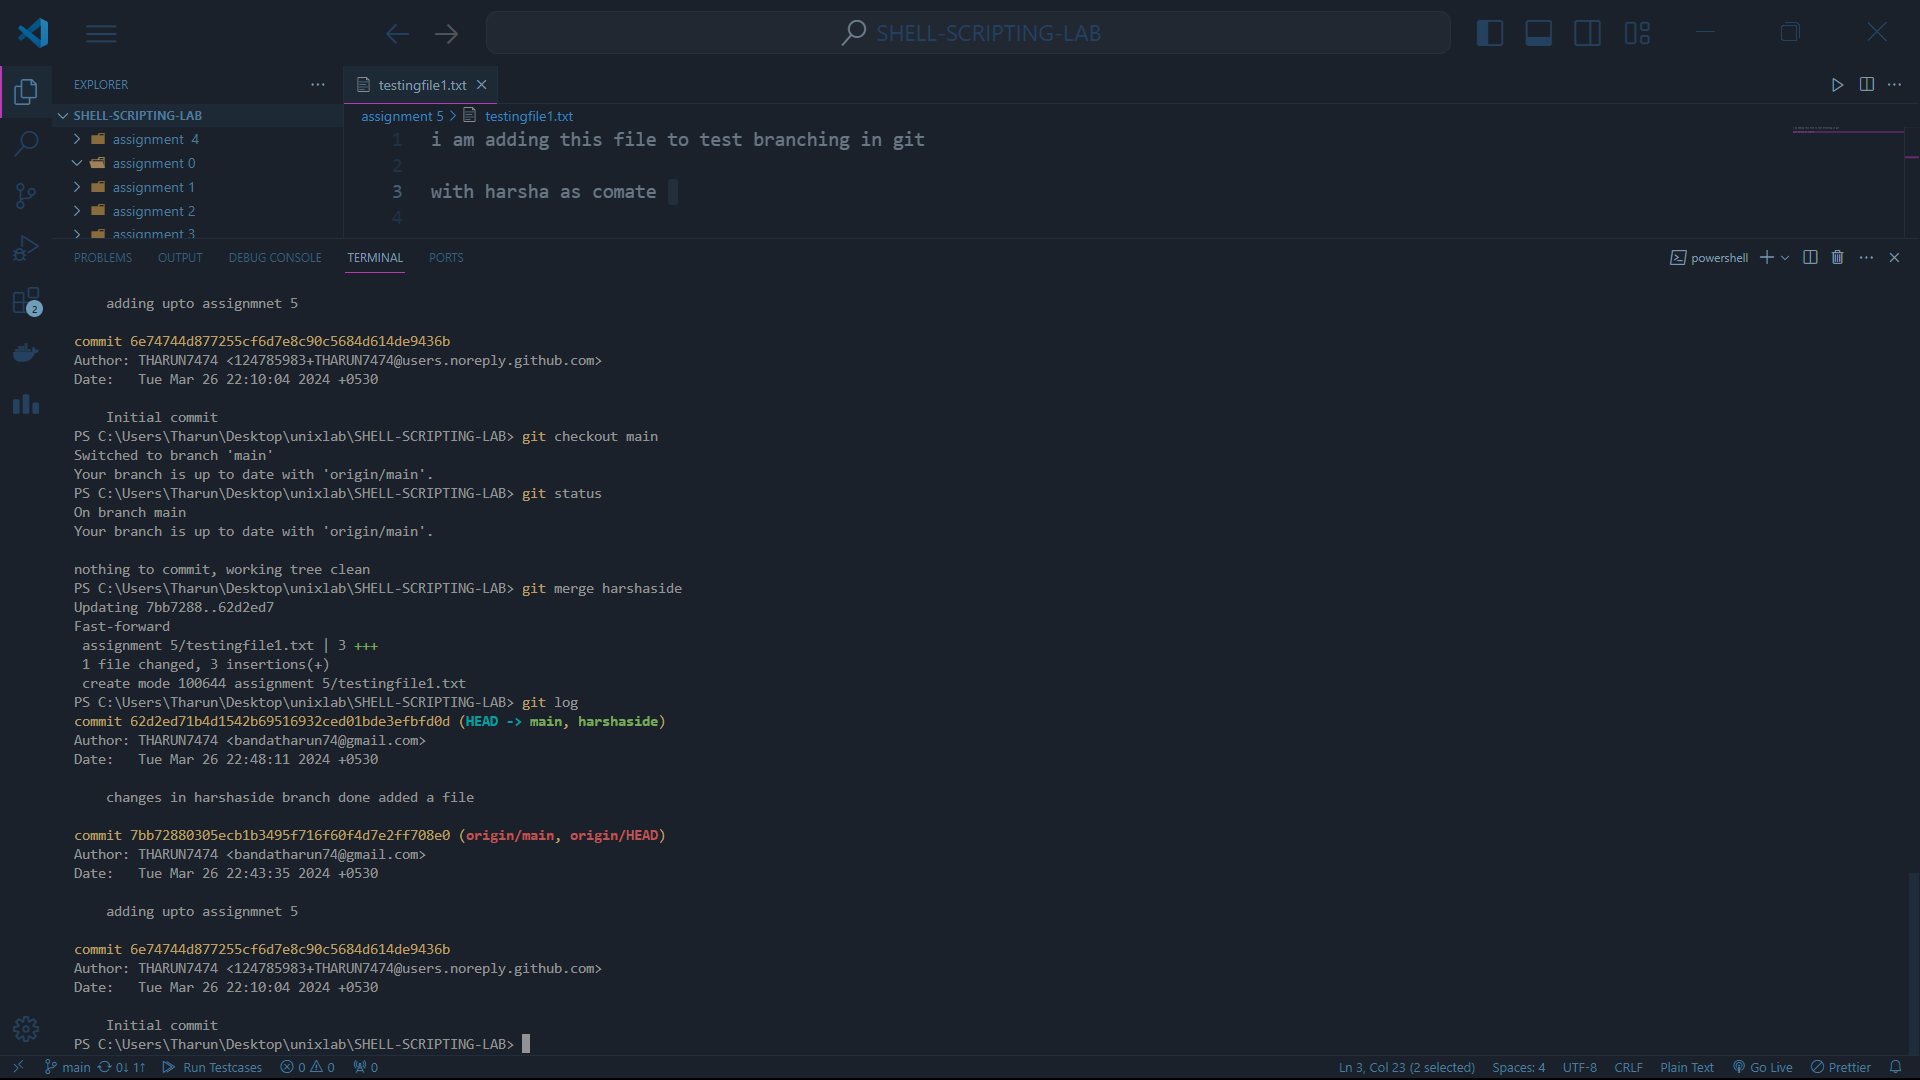 SHELL-SCRIPTING-LAB
EXPLORER
testingfile1.txt
SHELL-SCRIPTING-LAB
assignment 4
assignment 0
assignment 1
assignment 2
assignment 3
assignment 5 > testingfile1.txt
1 i am adding this file to test branching in git
2
3 with harsha as comate
4
PROBLEMS OUTPUT DEBUG CONSOLE TERMINAL PORTS
powershell
adding upto assignmnet 5
commit 6e74744d877255cf6d7e8c90c5684d614de9436b
Author: THARUN7474 <124785983+THARUN7474@users.noreply.github.com>
Date:   Tue Mar 26 22:10:04 2024 +0530
Initial commit
PS C:\Users\Tharun\Desktop\unixlab\SHELL-SCRIPTING-LAB> git checkout main
Switched to branch 'main'
Your branch is up to date with 'origin/main'.
PS C:\Users\Tharun\Desktop\unixlab\SHELL-SCRIPTING-LAB> git status
On branch main
Your branch is up to date with 'origin/main'.
nothing to commit, working tree clean
PS C:\Users\Tharun\Desktop\unixlab\SHELL-SCRIPTING-LAB> git merge harshaside
Updating 7bb7288..62d2ed7
Fast-forward
assignment 5/testingfile1.txt | 3 +++
1 file changed, 3 insertions(+)
create mode 100644 assignment 5/testingfile1.txt
PS C:\Users\Tharun\Desktop\unixlab\SHELL-SCRIPTING-LAB> git log
commit 62d2ed71b4d1542b69516932ced01bde3efbfd0d (HEAD -> main, harshaside)
Author: THARUN7474 <bandatharun74@gmail.com>
Date:   Tue Mar 26 22:48:11 2024 +0530
changes in harshaside branch done added a file
commit 7bb72880305ecb1b3495f716f60f4d7e2ff708e0 (origin/main, origin/HEAD)
Author: THARUN7474 <bandatharun74@gmail.com>
Date:   Tue Mar 26 22:43:35 2024 +0530
adding upto assignmnet 5
commit 6e74744d877255cf6d7e8c90c5684d614de9436b
Author: THARUN7474 <124785983+THARUN7474@users.noreply.github.com>
Date:   Tue Mar 26 22:10:04 2024 +0530
Initial commit
PS C:\Users\Tharun\Desktop\unixlab\SHELL-SCRIPTING-LAB>
2
main 0↓ 1↑ Run Testcases 0 0 0 Ln 3, Col 23 (2 selected) Spaces: 4 UTF-8 CRLF Plain Text Go Live Prettier